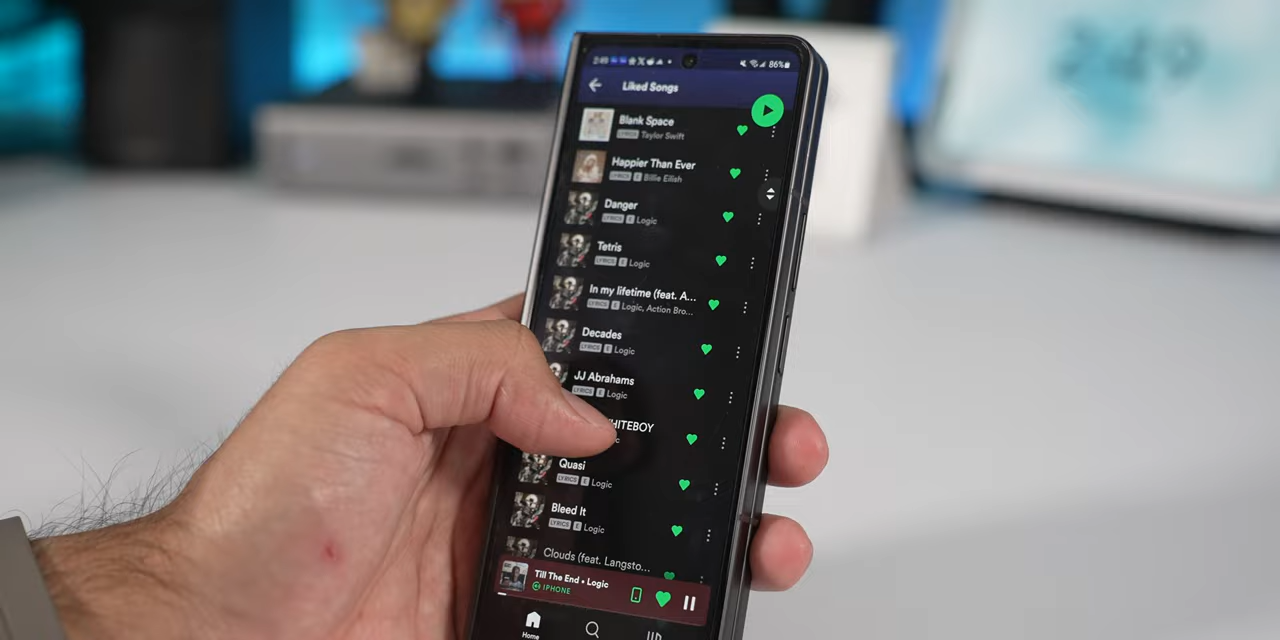 2:49
86%
Liked Songs
Blank Space
LYRICS Taylor Swift
Happier Than Ever
LYRICS E Billie Eilish
Danger
LYRICS E Logic
Tetris
LYRICS E Logic
In my lifetime (feat. A...
LYRICS E Logic, Action Bro...
Decades
LYRICS E Logic
JJ Abrahams
LYRICS E Logic
HITEBOY
c
Quasi
LYRICS E Logic
Bleed It
LYRICS E Logic
Clouds (feat. Langsto...
Till The End • Logic
IPHONE
Home